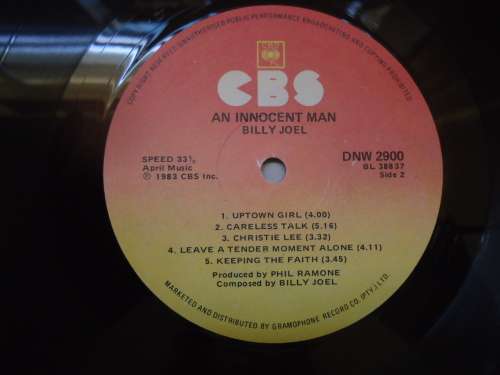 COPYRIGHT RESERVED UNAUTHORISED PUBLIC PERFORMANCE BROADCASTING AND COPYING PROHIBITED
CBS
CBS
AN INNOCENT MAN
BILLY JOEL
SPEED 33⅓
April Music
℗ 1983 CBS Inc.
DNW 2900
GL 38837
Side 2
1. UPTOWN GIRL (4.00)
2. CARELESS TALK (5.16)
3. CHRISTIE LEE (3.32)
4. LEAVE A TENDER MOMENT ALONE (4.11)
5. KEEPING THE FAITH (3.45)
Produced by PHIL RAMONE
Composed by BILLY JOEL
MARKETED AND DISTRIBUTED BY GRAMOPHONE RECORD CO. (PTY.) LTD.